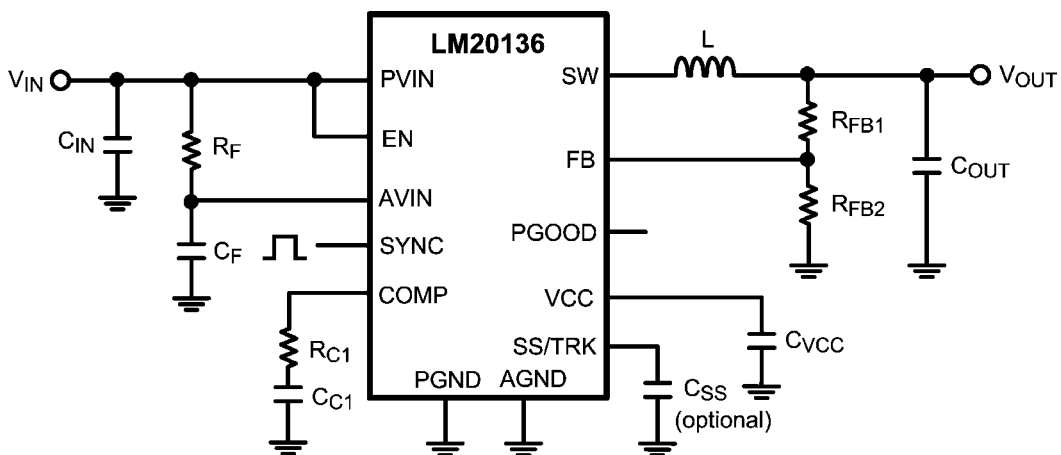 LM20136
L
VIN
PVIN
SW
VOUT
CIN
RF
EN
RFB1
FB
COUT
AVIN
RFB2
CF
SYNC
PGOOD
COMP
VCC
RC1
SS/TRK
CVCC
CC1
PGND
AGND
CSS
(optional)